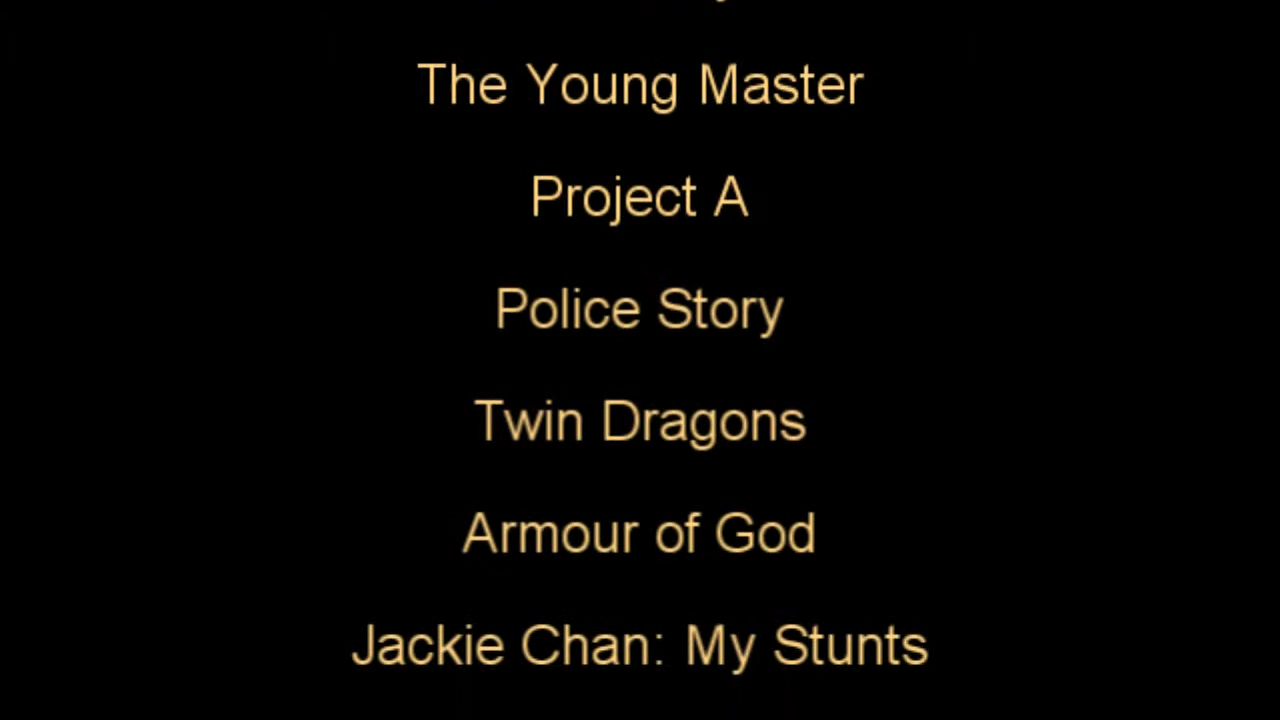 The Young Master
Project A
Police Story
Twin Dragons
Armour of God
Jackie Chan: My Stunts